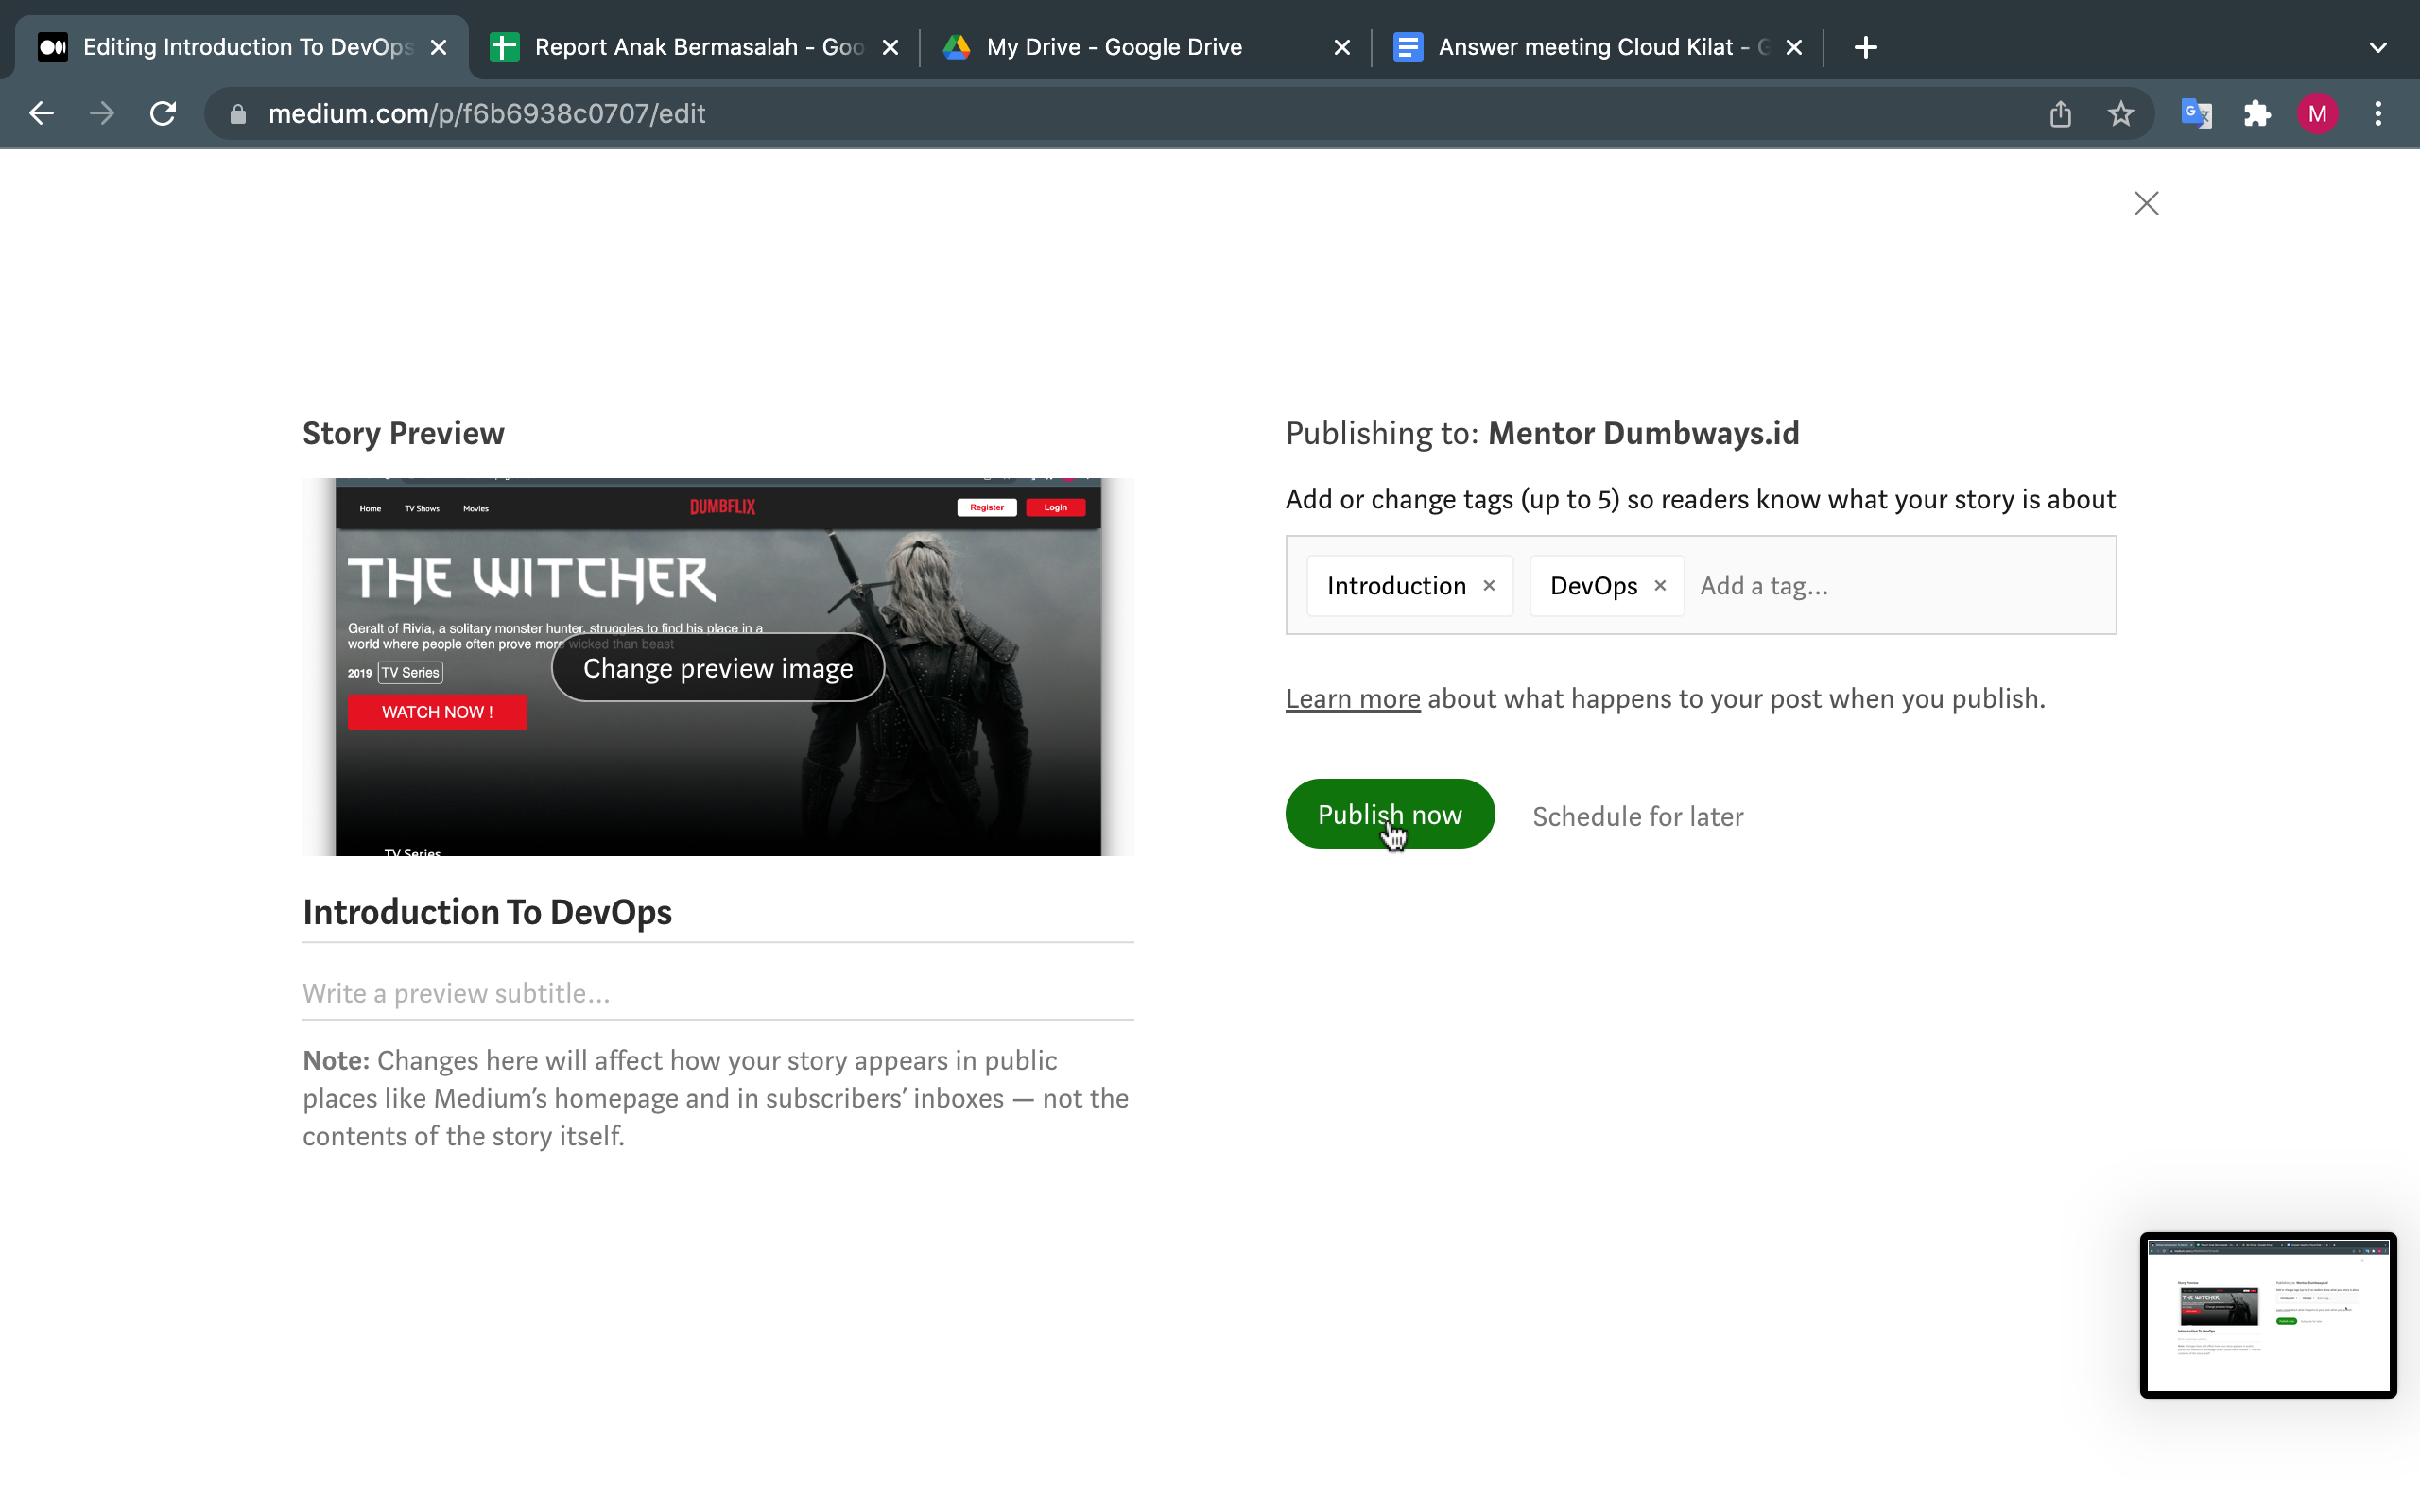 Editing Introduction To DevOps
Report Anak Bermasalah - Goo
My Drive - Google Drive
Answer meeting Cloud Kilat - G
medium.com/p/f6b6938c0707/edit
M
Story Preview
Home TV Shows Movies DUMBFLIX Register Login
THE WITCHER
Geralt of Rivia, a solitary monster hunter, struggles to find his place in a
world where people often prove more wicked than beast
2019 TV Series
Change preview image
WATCH NOW !
TV Series
Introduction To DevOps
Write a preview subtitle...
Note: Changes here will affect how your story appears in public
places like Medium’s homepage and in subscribers’ inboxes — not the
contents of the story itself.
Publishing to: Mentor Dumbways.id
Add or change tags (up to 5) so readers know what your story is about
Introduction × DevOps × Add a tag...
Learn more about what happens to your post when you publish.
Publish now Schedule for later
THE WITCHER